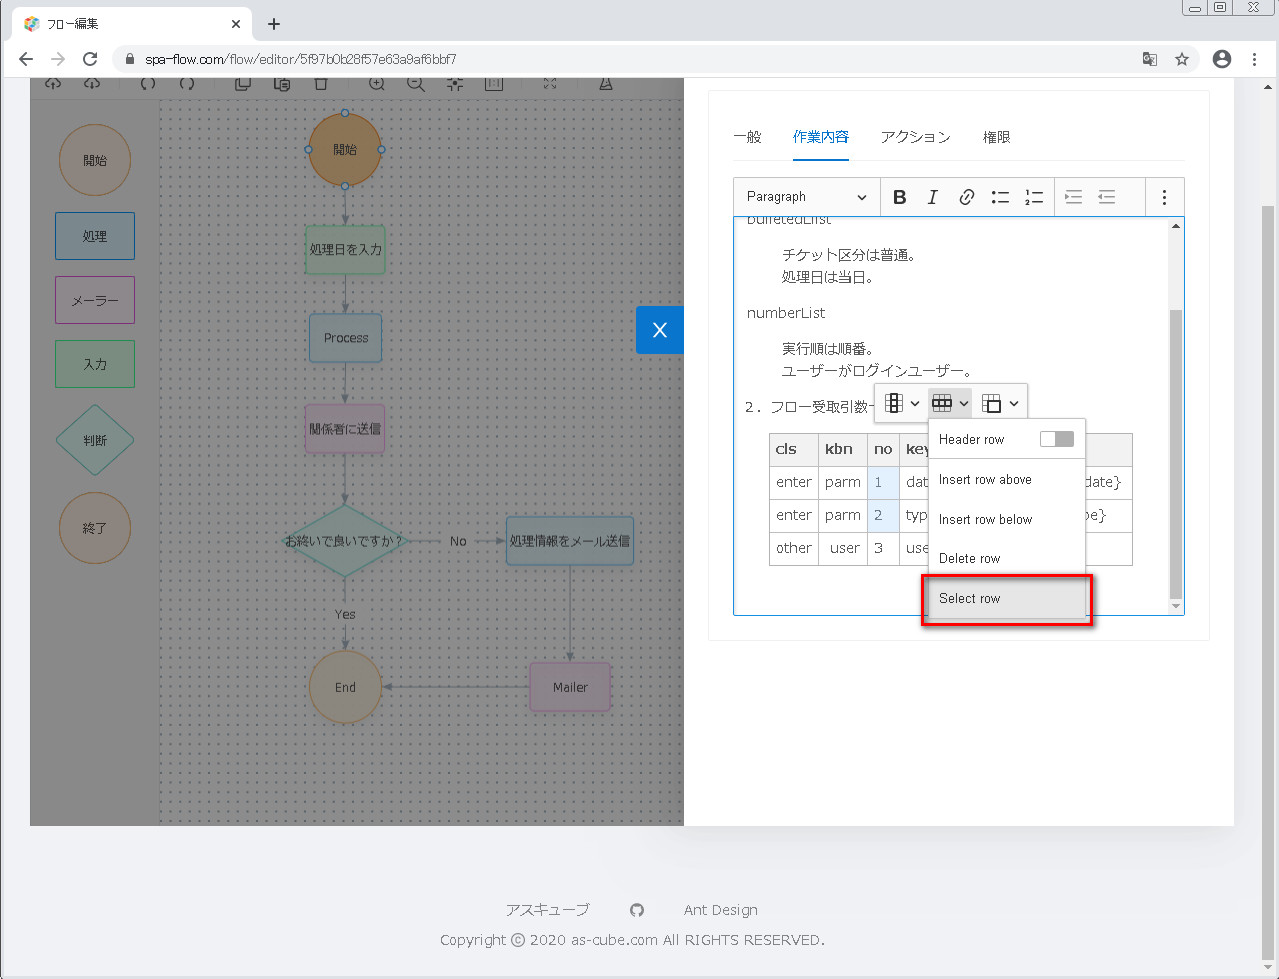 フロー編集
spa-flow.com/flow/editor/5f97b0b28f57e63a9af6bbf7
開始
処理
メーラー
入力
判断
終了
開始
処理日を入力
Process
関係者に送信
お終いで良いですか?
No
処理情報をメール送信
Yes
End
Mailer
一般
作業内容
アクション
権限
Paragraph
bulletedList
チケット区分は普通。
処理日は当日。
numberList
実行順は順番。
ユーザーがログインユーザー。
2. フロー受取引数
cls kbn no key
enter parm 1 dat date}
enter parm 2 typ pe}
other user 3 use
Header row
Insert row above
Insert row below
Delete row
Select row
アスキューブ
Ant Design
Copyright © 2020 as-cube.com All RIGHTS RESERVED.